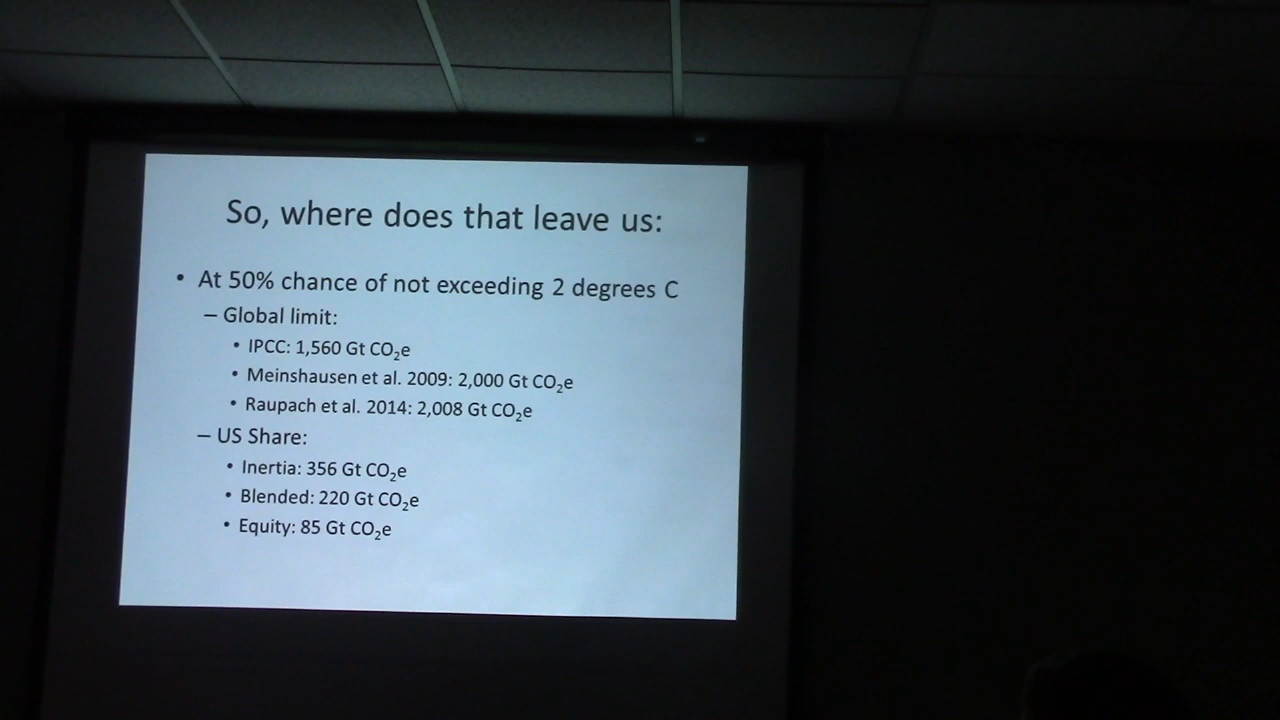 So, where does that leave us:
• At 50% chance of not exceeding 2 degrees C
– Global limit:
• IPCC: 1,560 Gt CO₂e
• Meinshausen et al. 2009: 2,000 Gt CO₂e
• Raupach et al. 2014: 2,008 Gt CO₂e
– US Share:
• Inertia: 356 Gt CO₂e
• Blended: 220 Gt CO₂e
• Equity: 85 Gt CO₂e